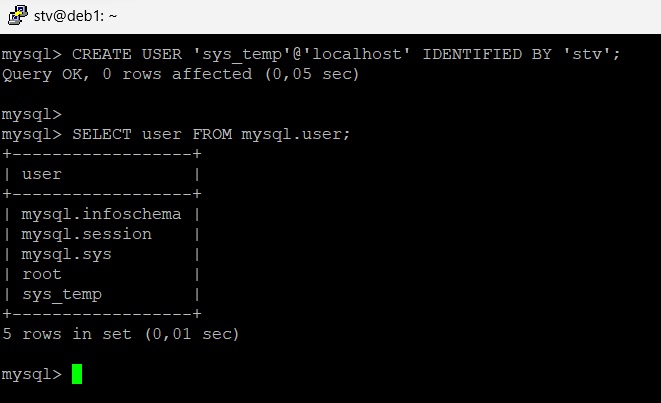 stv@deb1: ~
mysql> CREATE USER 'sys_temp'@'localhost' IDENTIFIED BY 'stv';
Query OK, 0 rows affected (0,05 sec)
mysql>
mysql> SELECT user FROM mysql.user;
+------------------+
| user             |
+------------------+
| mysql.infoschema |
| mysql.session    |
| mysql.sys        |
| root             |
| sys_temp         |
+------------------+
5 rows in set (0,01 sec)
mysql>